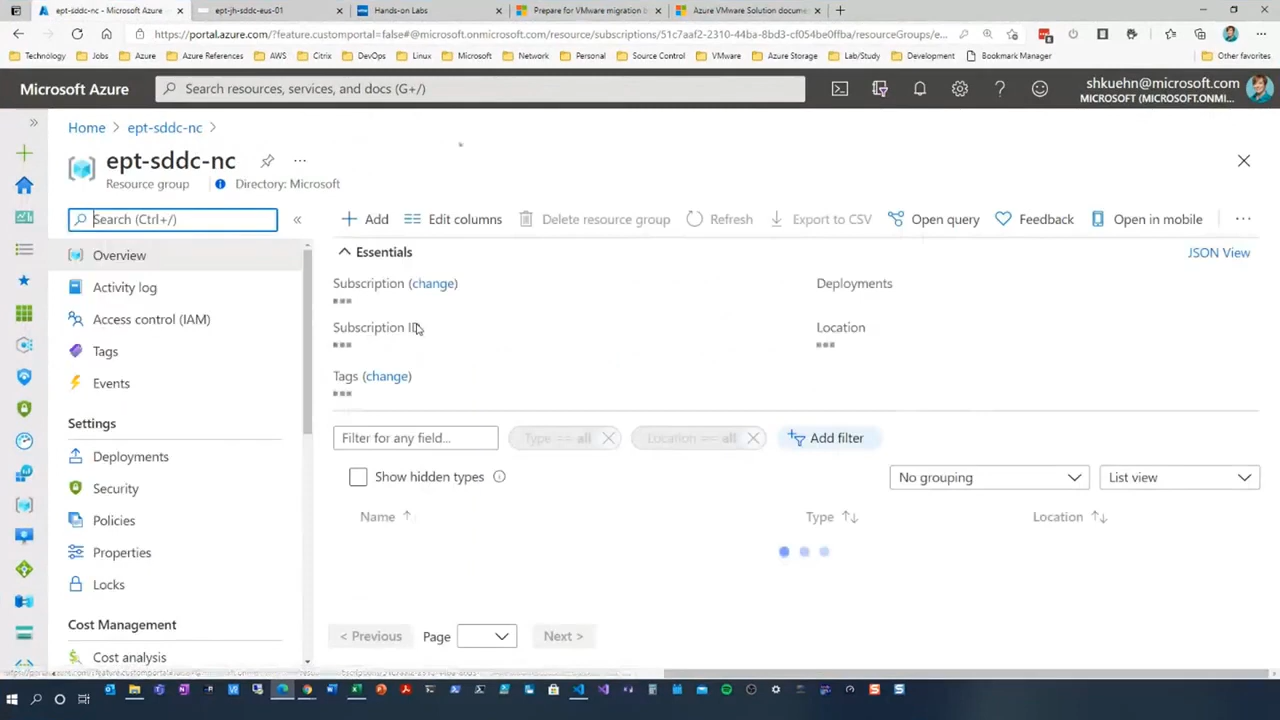 ept-sddc-nc - Microsoft Azure
ept-jh-sddc-eus-01
Hands-on Labs
Prepare for VMware migration b
Azure VMware Solution docume
https://portal.azure.com/?feature.customportal=false#@microsoft.onmicrosoft.com/resource/subscriptions/51c7aaf2-2310-44ba-8bd3-cf054be0ffba/resourceGroups/e...
Technology
Jobs
Azure
Azure References
AWS
Citrix
DevOps
Linux
Microsoft
Network
Personal
Source Control
VMware
Azure Storage
Lab/Study
Development
Bookmark Manager
Other favorites
Microsoft Azure
Search resources, services, and docs (G+/)
shkuehn@microsoft.com
MICROSOFT (MICROSOFT.ONMI...
Home > ept-sddc-nc >
ept-sddc-nc
...
Resource group
Directory: Microsoft
Search (Ctrl+/)
«
Add
Edit columns
Delete resource group
Refresh
Export to CSV
Open query
Feedback
Open in mobile
...
Overview
Activity log
Access control (IAM)
Tags
Events
Settings
Deployments
Security
Policies
Properties
Locks
Cost Management
Cost analysis
Essentials
JSON View
Subscription (change)
Deployments
Subscription ID
Location
Tags (change)
Filter for any field...
Type == all
Location == all
Add filter
Show hidden types
No grouping
List view
Name ↑
Type ↑↓
Location ↑↓
< Previous
Page
Next >